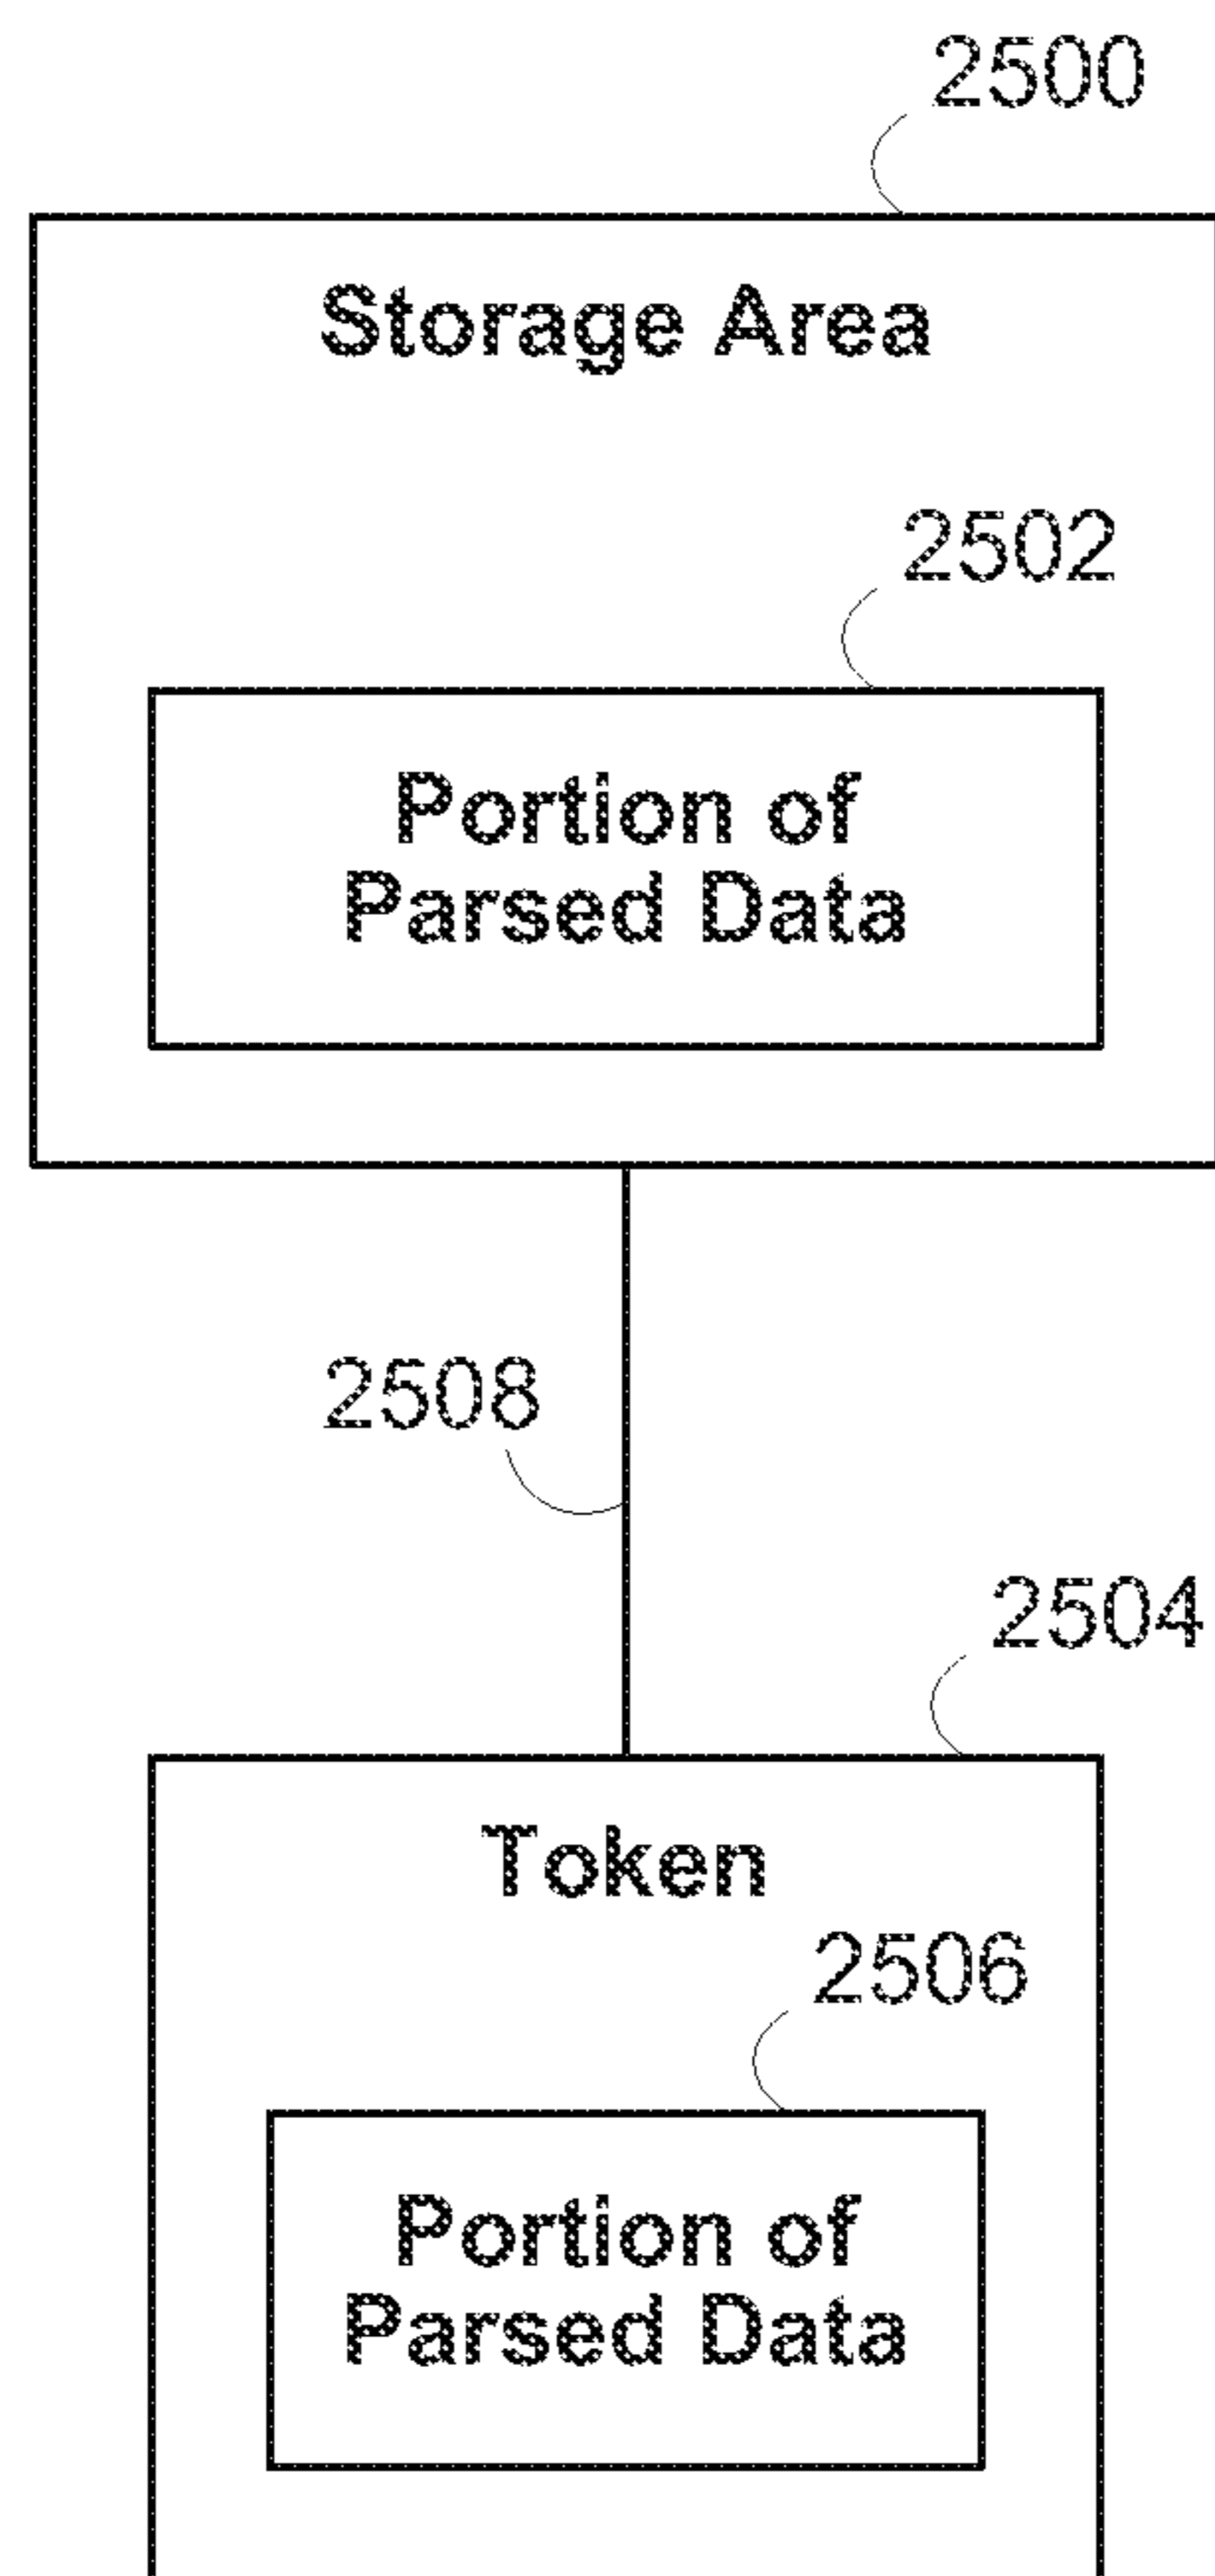 2500
Storage Area
2502
Portion of
Parsed Data
2508
2504
Token
2506
Portion of
Parsed Data